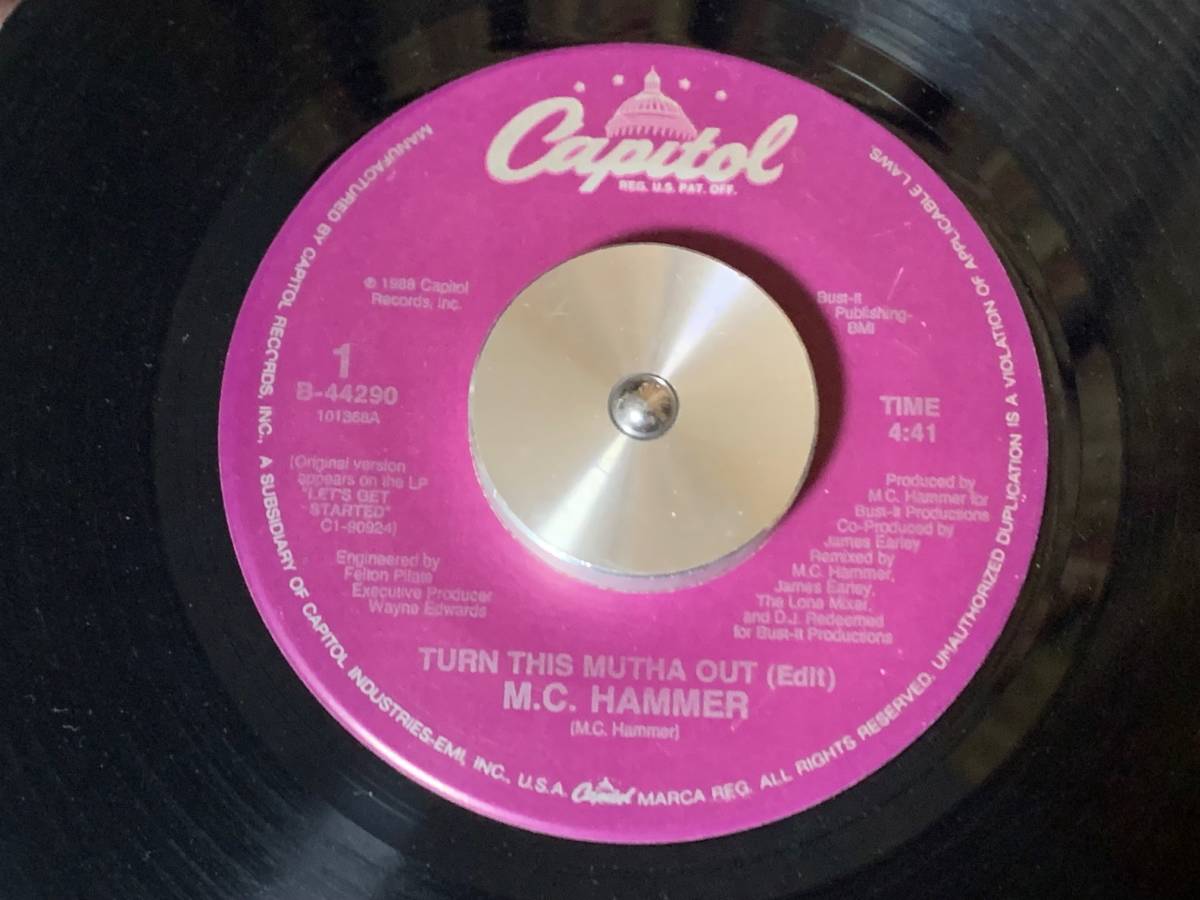 Capitol
REG. U.S. PAT. OFF.
℗ 1988 Capitol
Records, Inc.
Bust-It
Publishing-
BMI
1
B-44290
101368A
TIME
4:41
(Original version
appears on the LP
"LET'S GET
STARTED"
C1-90924)
Engineered by
Felton Pilate
Executive Producer
Wayne Edwards
Produced by
M.C. Hammer for
Bust-It Productions
Co-Produced by
James Earley
Remixed by
M.C. Hammer,
James Earley,
The Lone Mixer,
and D.J. Redeemed
for Bust-It Productions
TURN THIS MUTHA OUT (Edit)
M.C. HAMMER
(M.C. Hammer)
MANUFACTURED BY CAPITOL RECORDS, INC., A SUBSIDIARY OF CAPITOL INDUSTRIES-EMI, INC., U.S.A. Capitol MARCA REG. ALL RIGHTS RESERVED. UNAUTHORIZED DUPLICATION IS A VIOLATION OF APPLICABLE LAWS.